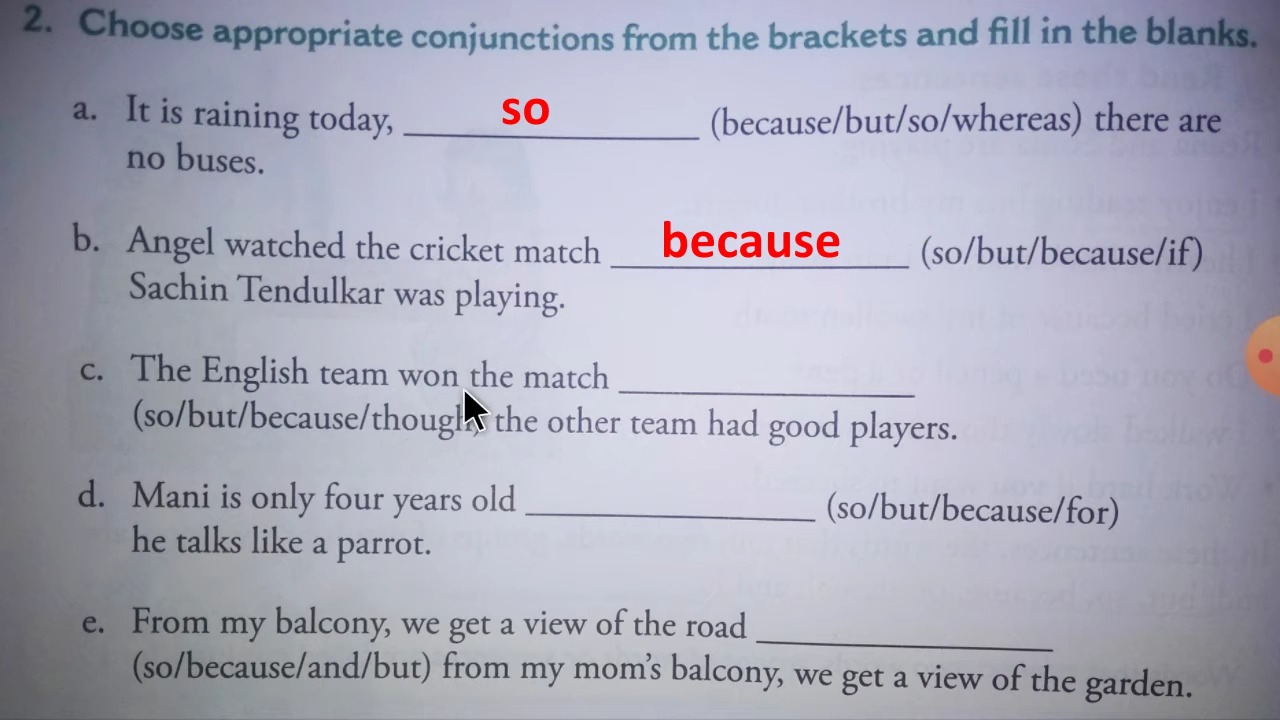 2. Choose appropriate conjunctions from the brackets and fill in the blanks.
a. It is raining today, so (because/but/so/whereas) there are
no buses.
b. Angel watched the cricket match because (so/but/because/if)
Sachin Tendulkar was playing.
c. The English team won the match
(so/but/because/though) the other team had good players.
d. Mani is only four years old (so/but/because/for)
he talks like a parrot.
e. From my balcony, we get a view of the road
(so/because/and/but) from my mom's balcony, we get a view of the garden.